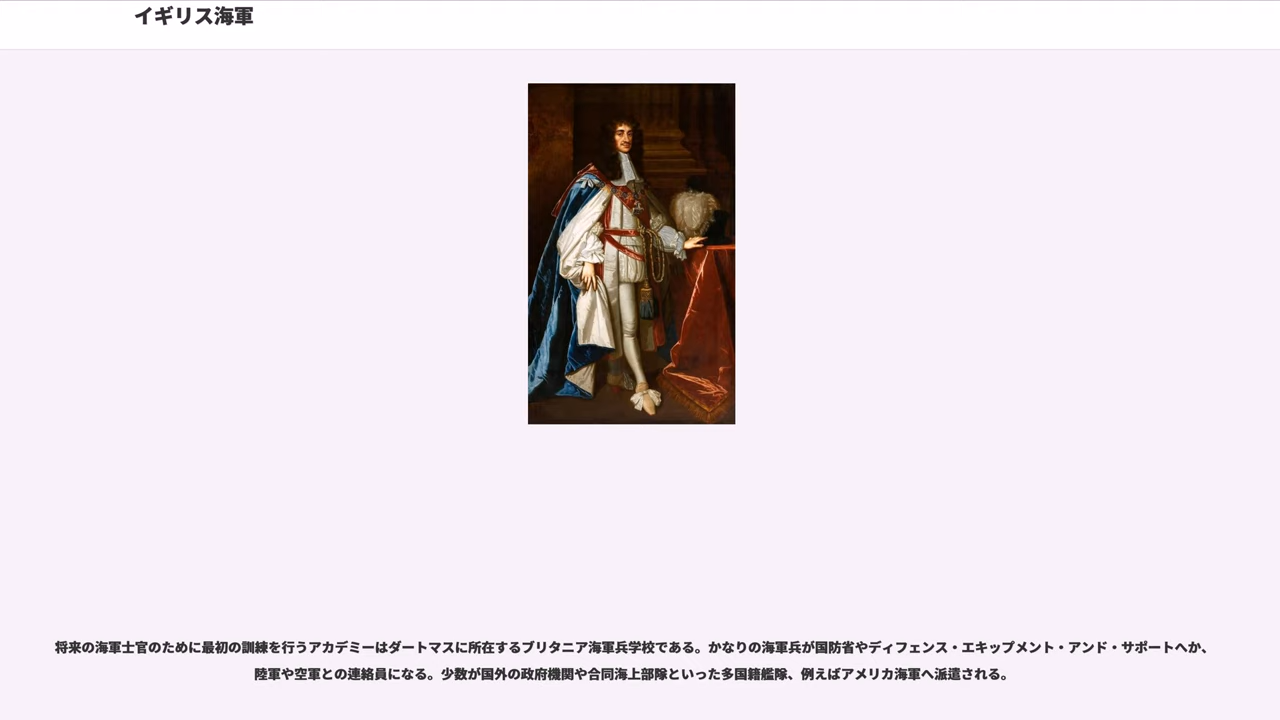 イギリス海軍
将来の海軍士官のために最初の訓練を行うアカデミーはダートマスに所在するブリタニア海軍兵学校である。かなりの海軍兵が国防省やディフェンス・エキップメント・アンド・サポートへか、
陸軍や空軍との連絡員になる。少数が国外の政府機関や合同海上部隊といった多国籍艦隊、例えばアメリカ海軍へ派遣される。